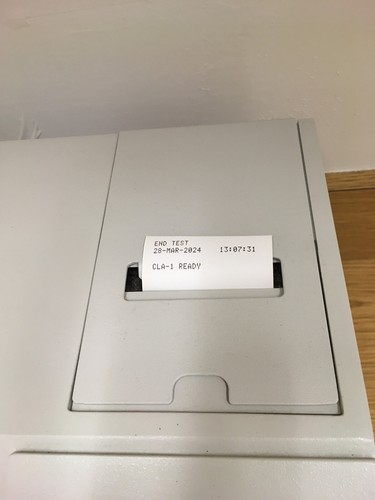 END TEST
28-MAR-2024 13:07:31
CLA-1 READY